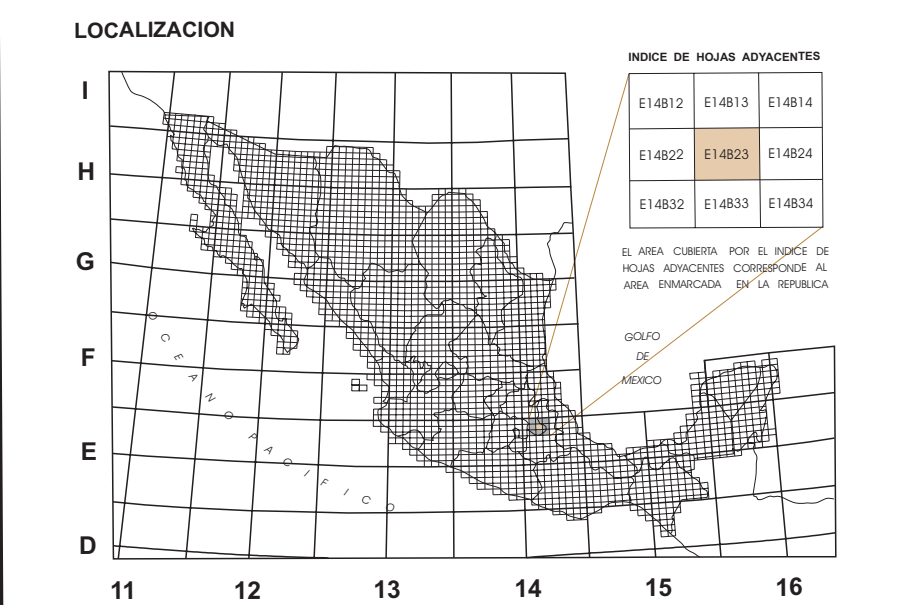 LOCALIZACION
INDICE DE HOJAS ADYACENTES
E14B12 E14B13 E14B14
E14B22 E14B23 E14B24
E14B32 E14B33 E14B34
EL AREA CUBIERTA POR EL INDICE DE
HOJAS ADYACENTES CORRESPONDE AL
AREA ENMARCADA EN LA REPUBLICA
I
H
G
F
E
D
GOLFO
DE
MEXICO
OCEANO PACIFICO
11 12 13 14 15 16